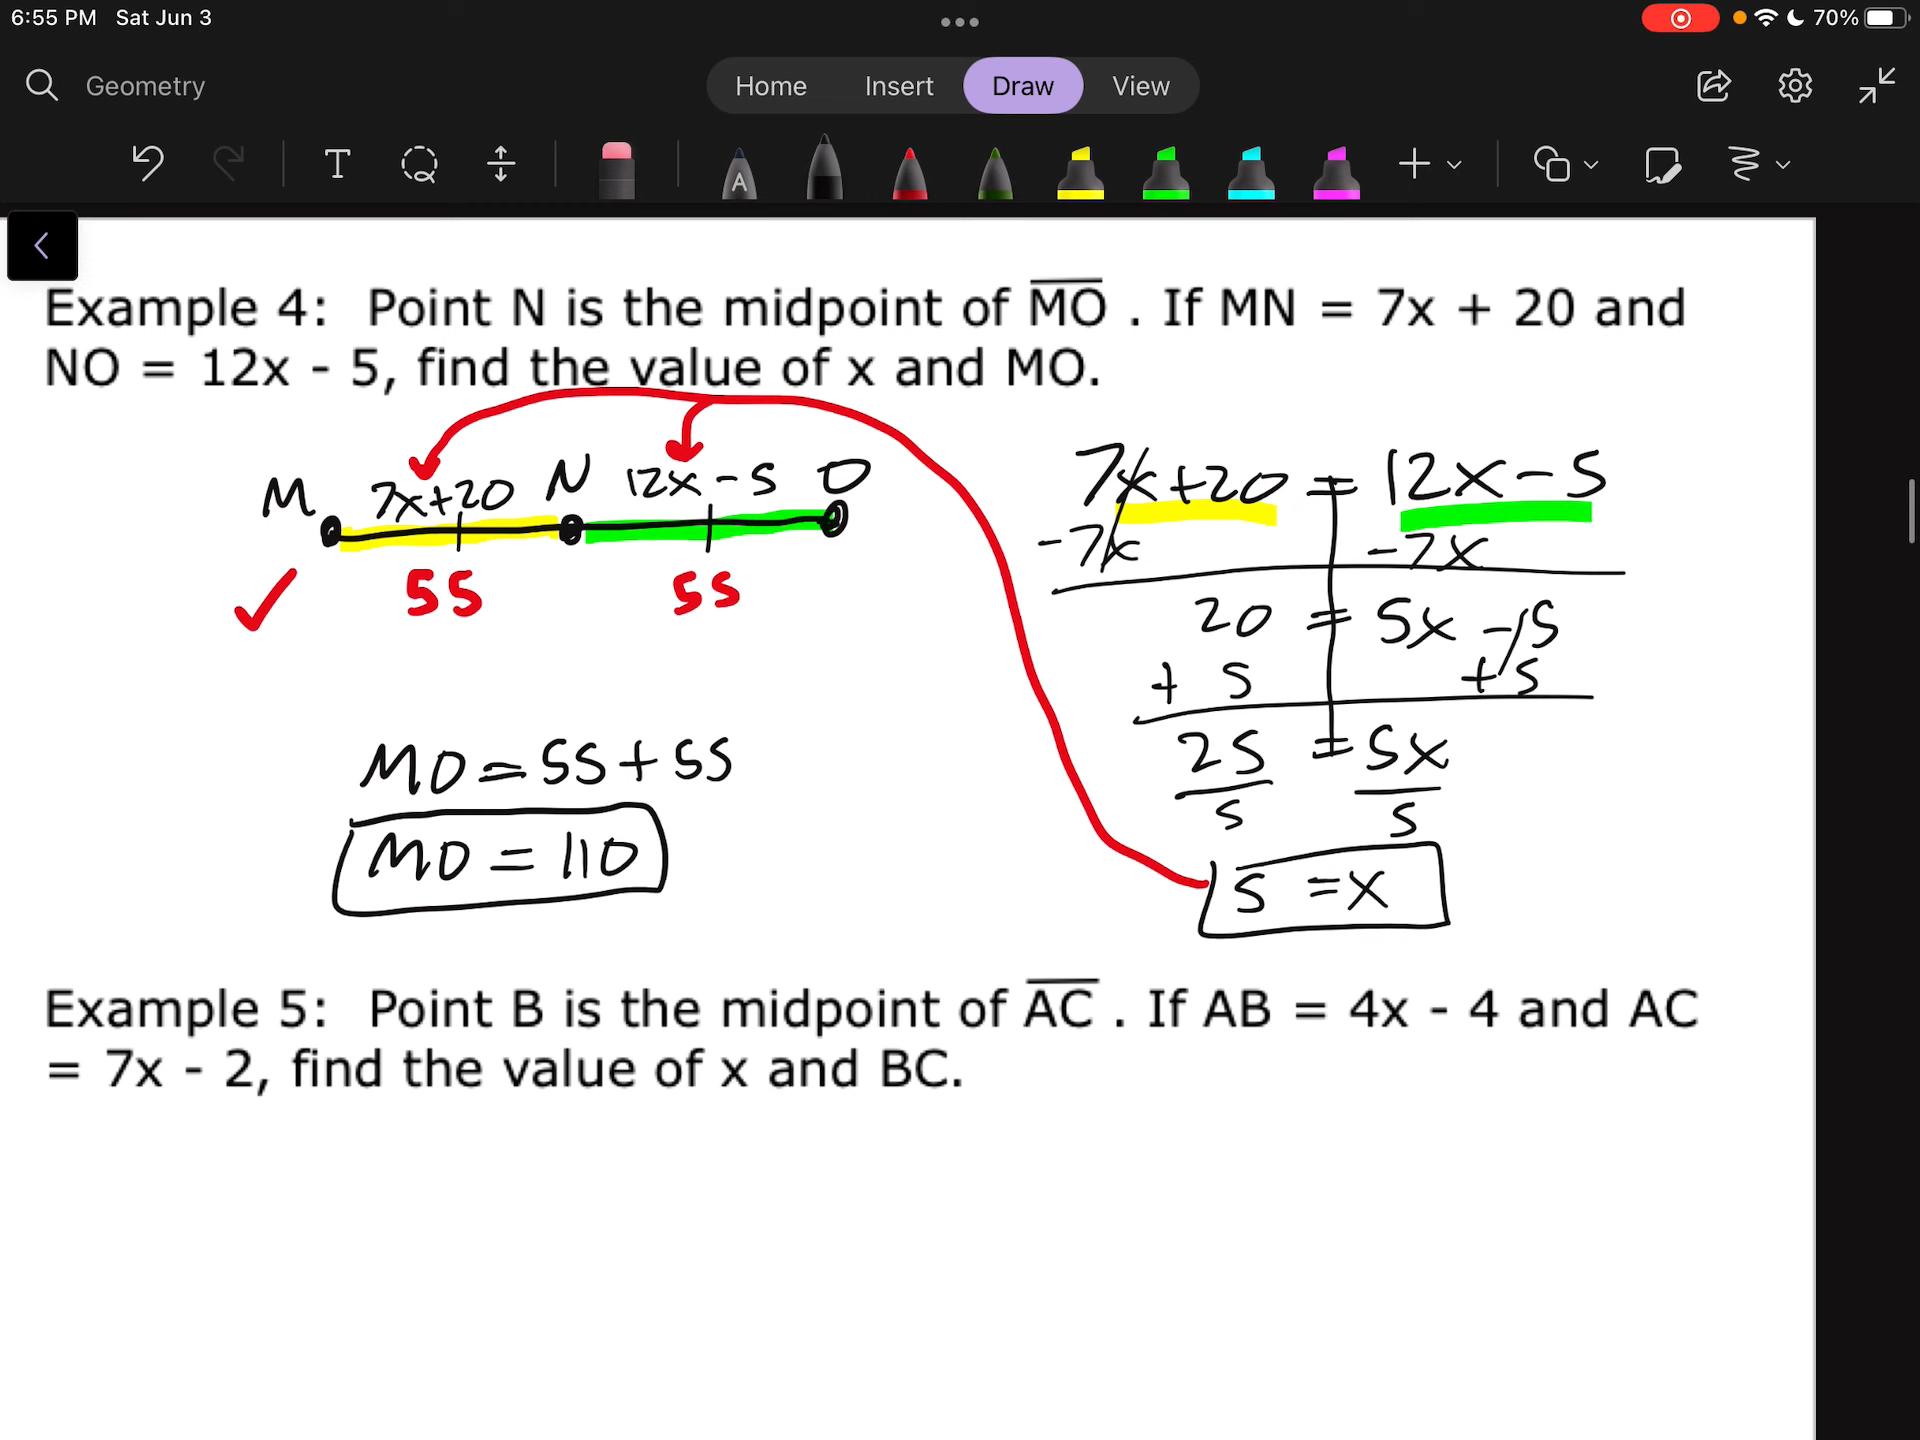 6:55 PM Sat Jun 3
70%
Geometry
Home Insert Draw View
T
A
Example 4: Point N is the midpoint of MO . If MN = 7x + 20 and
NO = 12x - 5, find the value of x and MO.
M 7x+20 N 12x-5 O
55 55
MO=55+55
MO = 110
7x+20 = 12x-5
-7x -7x
20 = 5x -5
+ 5 +5
25 = 5x
5 5
5 =x
Example 5: Point B is the midpoint of AC . If AB = 4x - 4 and AC
= 7x - 2, find the value of x and BC.